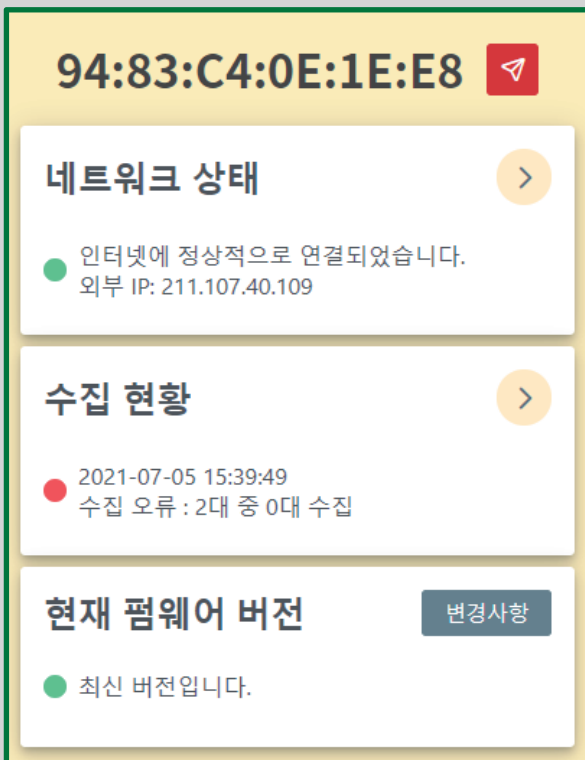 94:83:C4:0E:1E:E8
네트워크 상태
인터넷에 정상적으로 연결되었습니다.
외부 IP: 211.107.40.109
수집 현황
2021-07-05 15:39:49
수집 오류 : 2대 중 0대 수집
현재 펌웨어 버전
변경사항
최신 버전입니다.